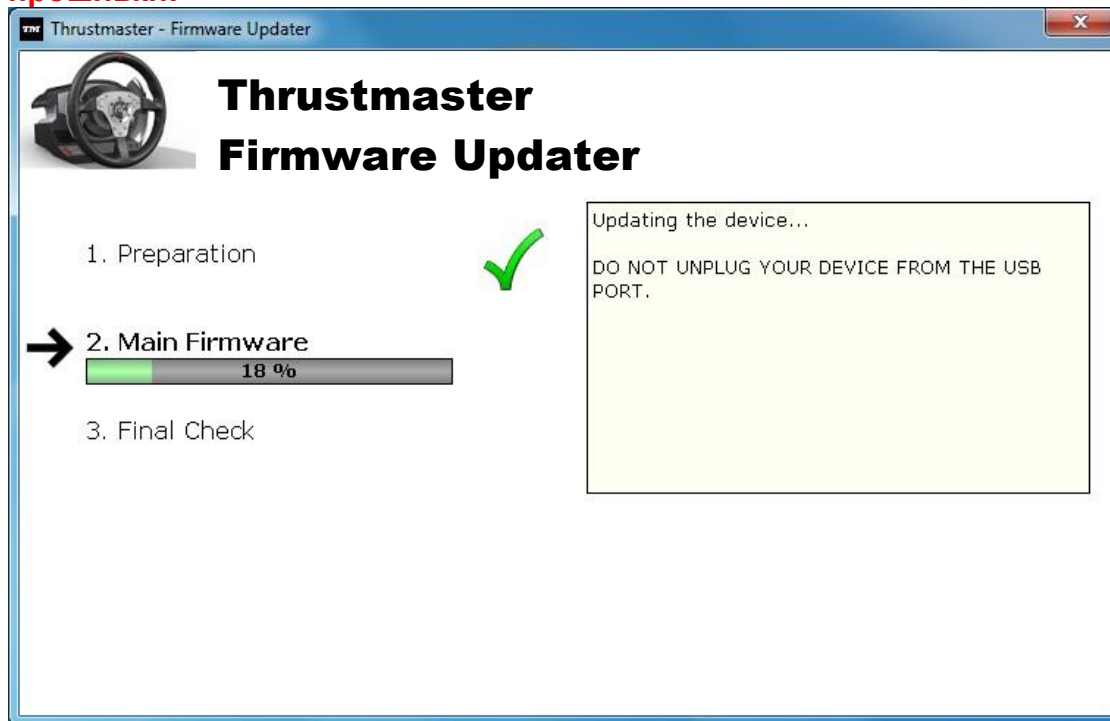 Thrustmaster - Firmware Updater
Thrustmaster
Firmware Updater
1. Preparation
2. Main Firmware
18 %
3. Final Check
Updating the device...
DO NOT UNPLUG YOUR DEVICE FROM THE USB
PORT.